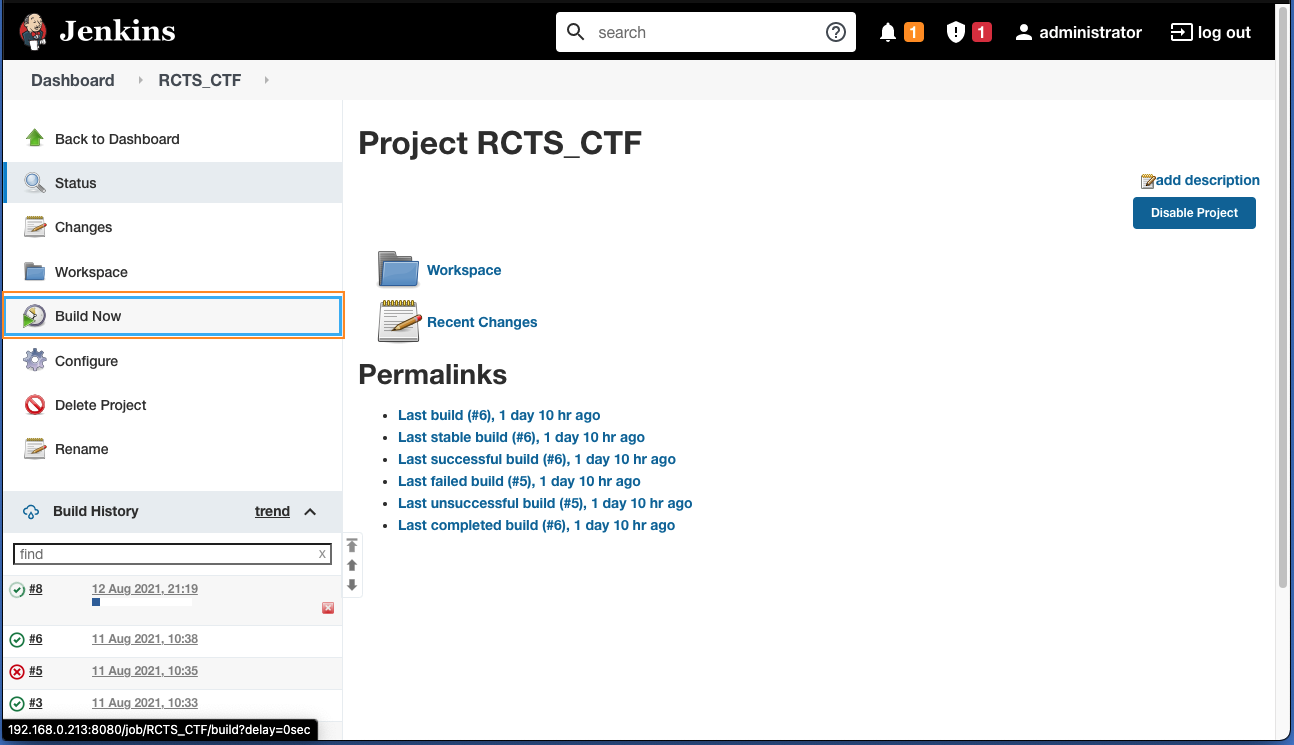 Jenkins
search
1
1
administrator
log out
Dashboard
RCTS_CTF
Back to Dashboard
Status
Changes
Workspace
Build Now
Configure
Delete Project
Rename
Build History
trend
find
x
#8
12 Aug 2021, 21:19
#6
11 Aug 2021, 10:38
#5
11 Aug 2021, 10:35
#3
11 Aug 2021, 10:33
192.168.0.213:8080/job/RCTS_CTF/build?delay=0sec
Project RCTS_CTF
add description
Disable Project
Workspace
Recent Changes
Permalinks
Last build (#6), 1 day 10 hr ago
Last stable build (#6), 1 day 10 hr ago
Last successful build (#6), 1 day 10 hr ago
Last failed build (#5), 1 day 10 hr ago
Last unsuccessful build (#5), 1 day 10 hr ago
Last completed build (#6), 1 day 10 hr ago